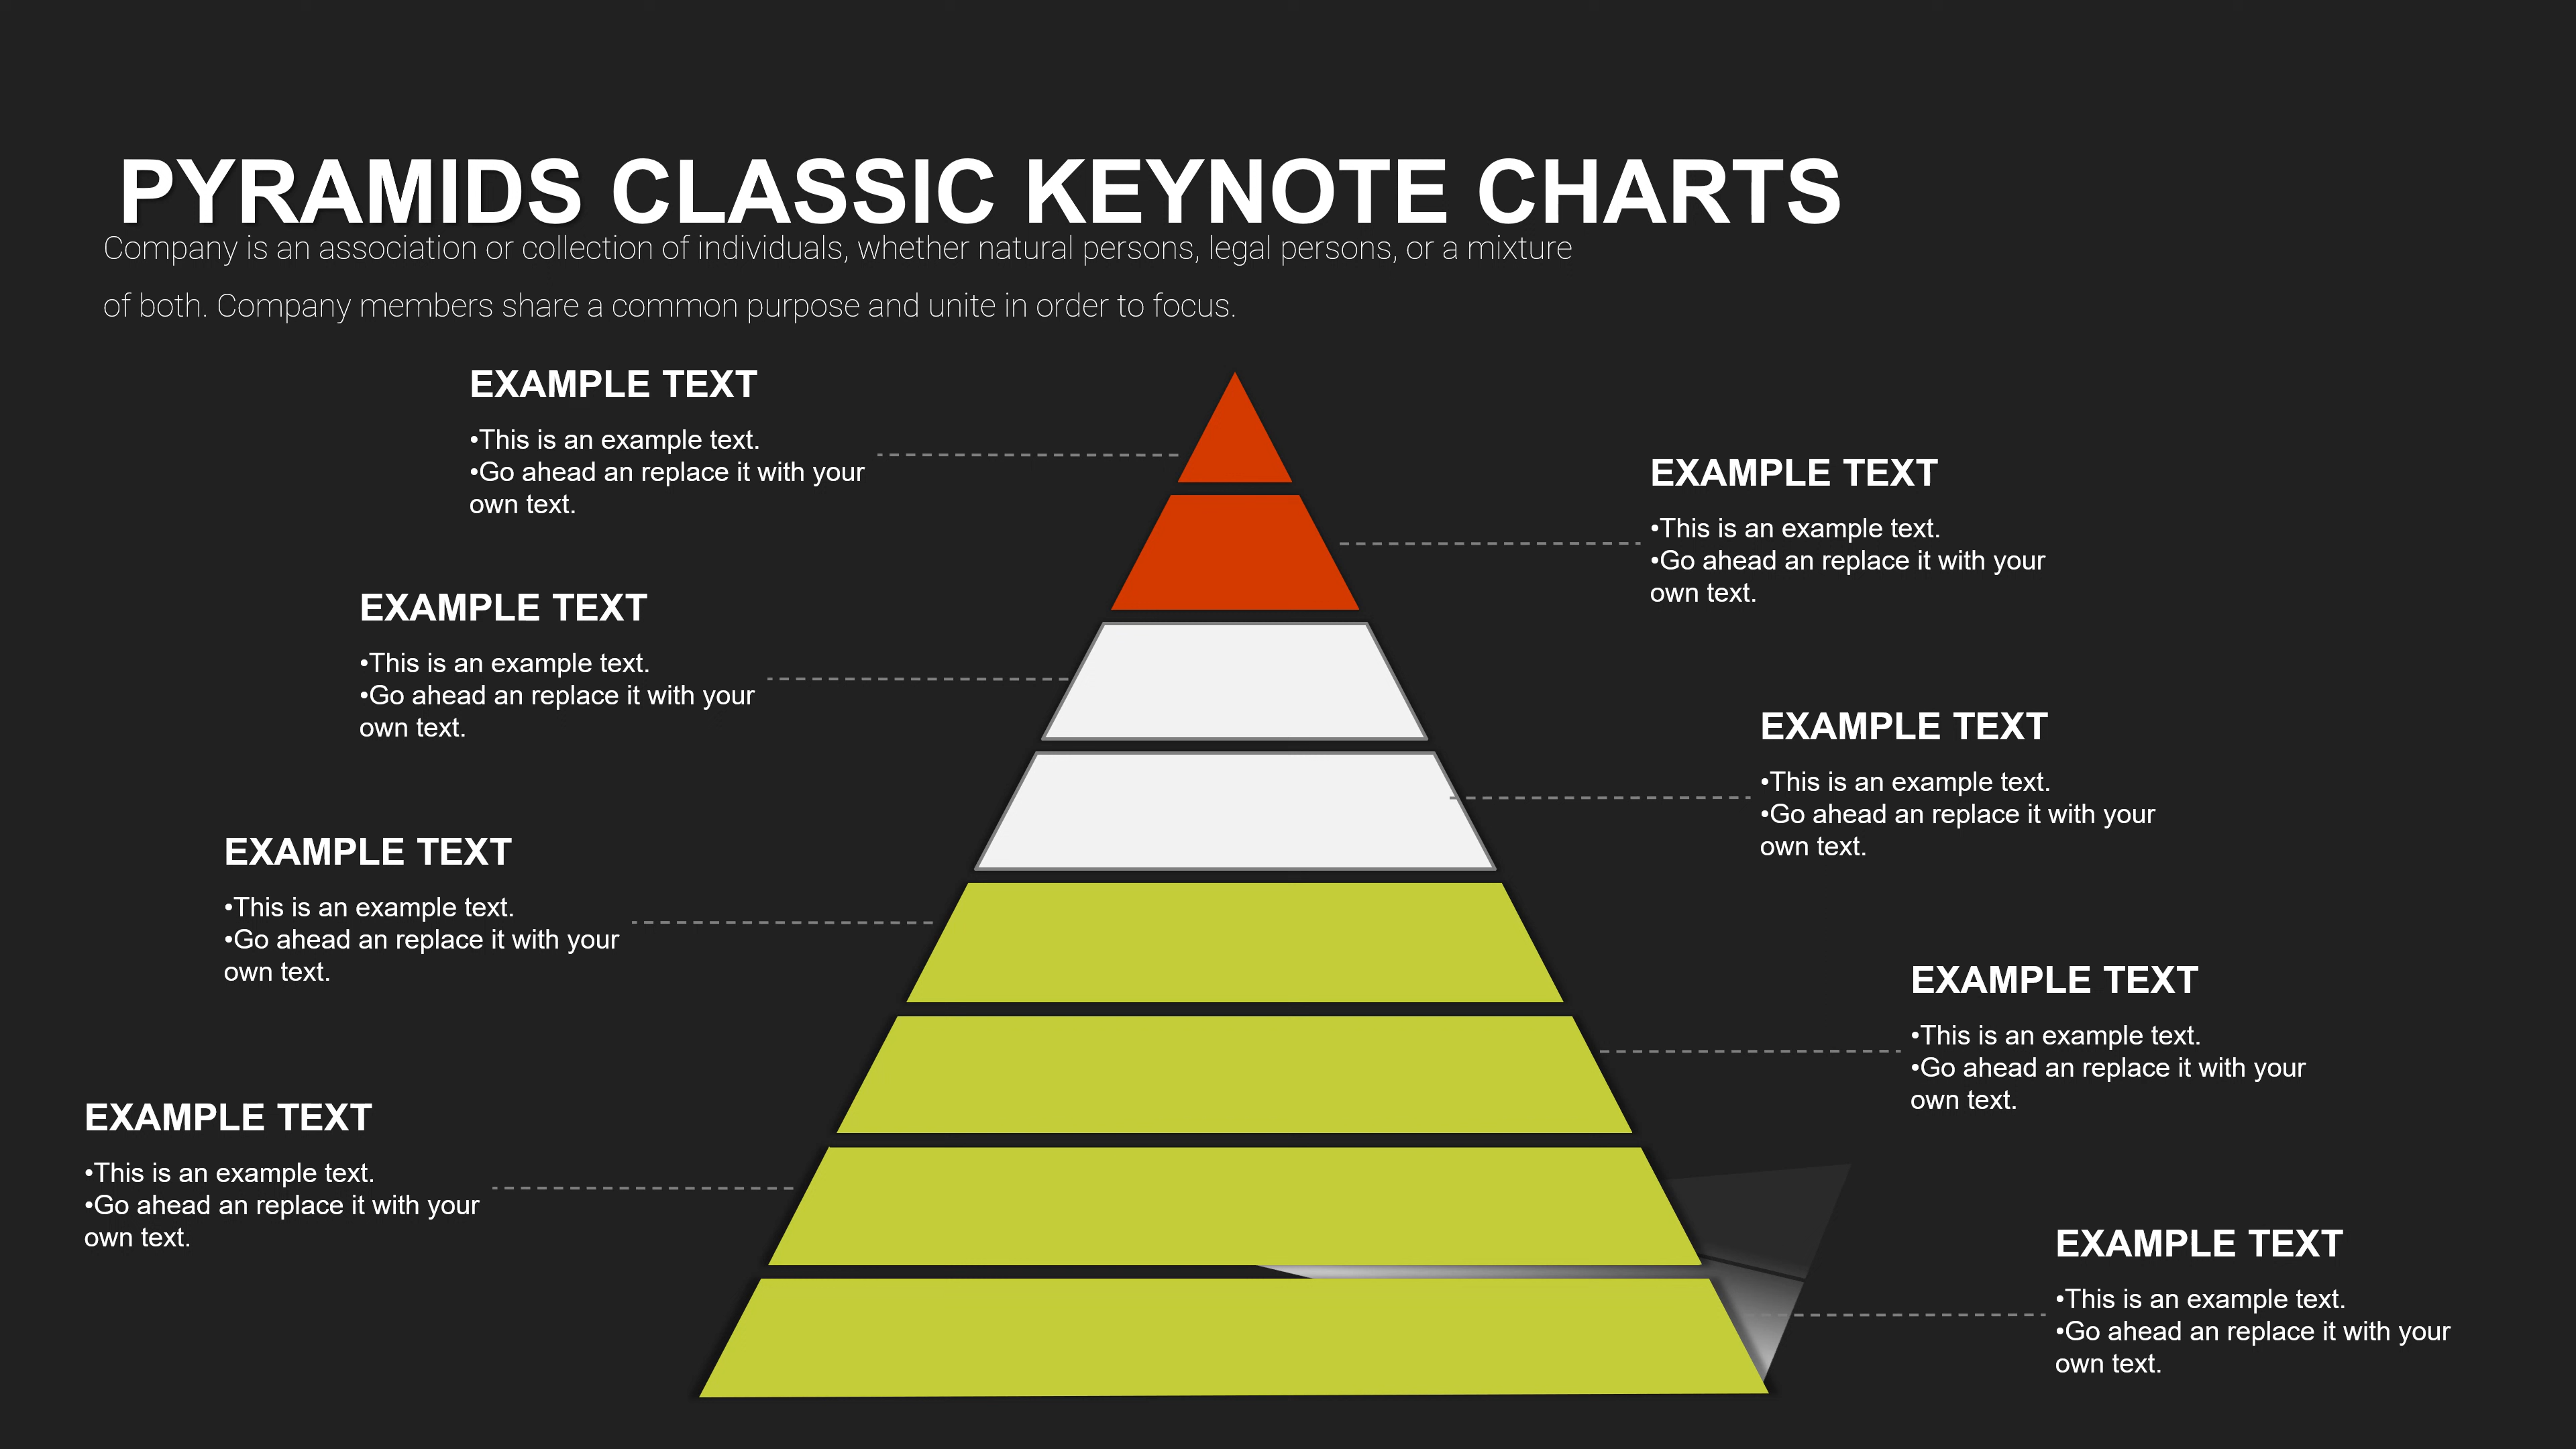 PYRAMIDS CLASSIC KEYNOTE CHARTS
Company is an association or collection of individuals, whether natural persons, legal persons, or a mixture
of both. Company members share a common purpose and unite in order to focus.
EXAMPLE TEXT
•This is an example text.
•Go ahead an replace it with your
own text.
EXAMPLE TEXT
•This is an example text.
•Go ahead an replace it with your
own text.
EXAMPLE TEXT
•This is an example text.
•Go ahead an replace it with your
own text.
EXAMPLE TEXT
•This is an example text.
•Go ahead an replace it with your
own text.
EXAMPLE TEXT
•This is an example text.
•Go ahead an replace it with your
own text.
EXAMPLE TEXT
•This is an example text.
•Go ahead an replace it with your
own text.
EXAMPLE TEXT
•This is an example text.
•Go ahead an replace it with your
own text.
EXAMPLE TEXT
•This is an example text.
•Go ahead an replace it with your
own text.